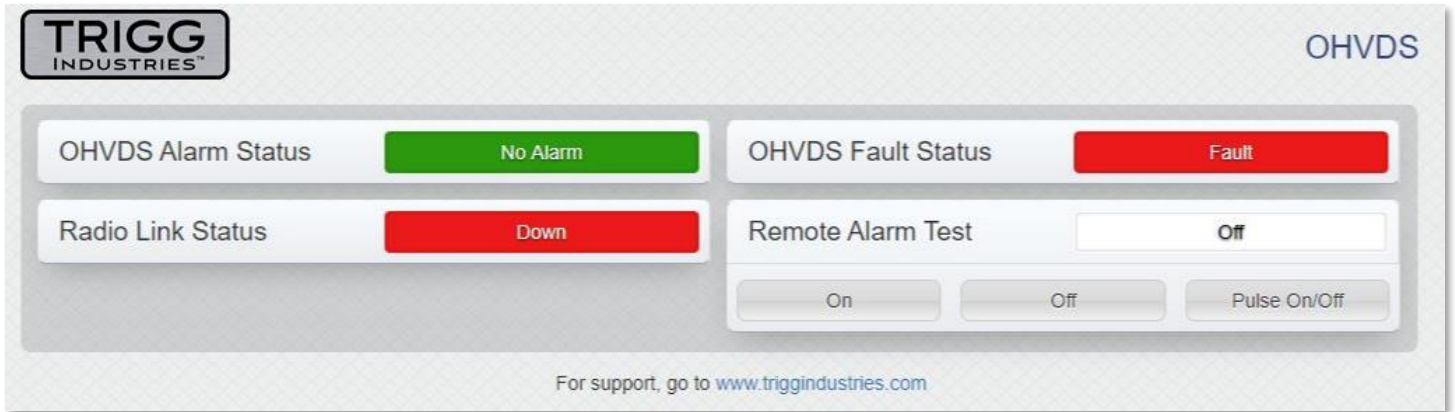 TRIGG
INDUSTRIES™
OHVDS
OHVDS Alarm Status No Alarm
OHVDS Fault Status Fault
Radio Link Status Down
Remote Alarm Test Off
On Off Pulse On/Off
For support, go to www.triggindustries.com